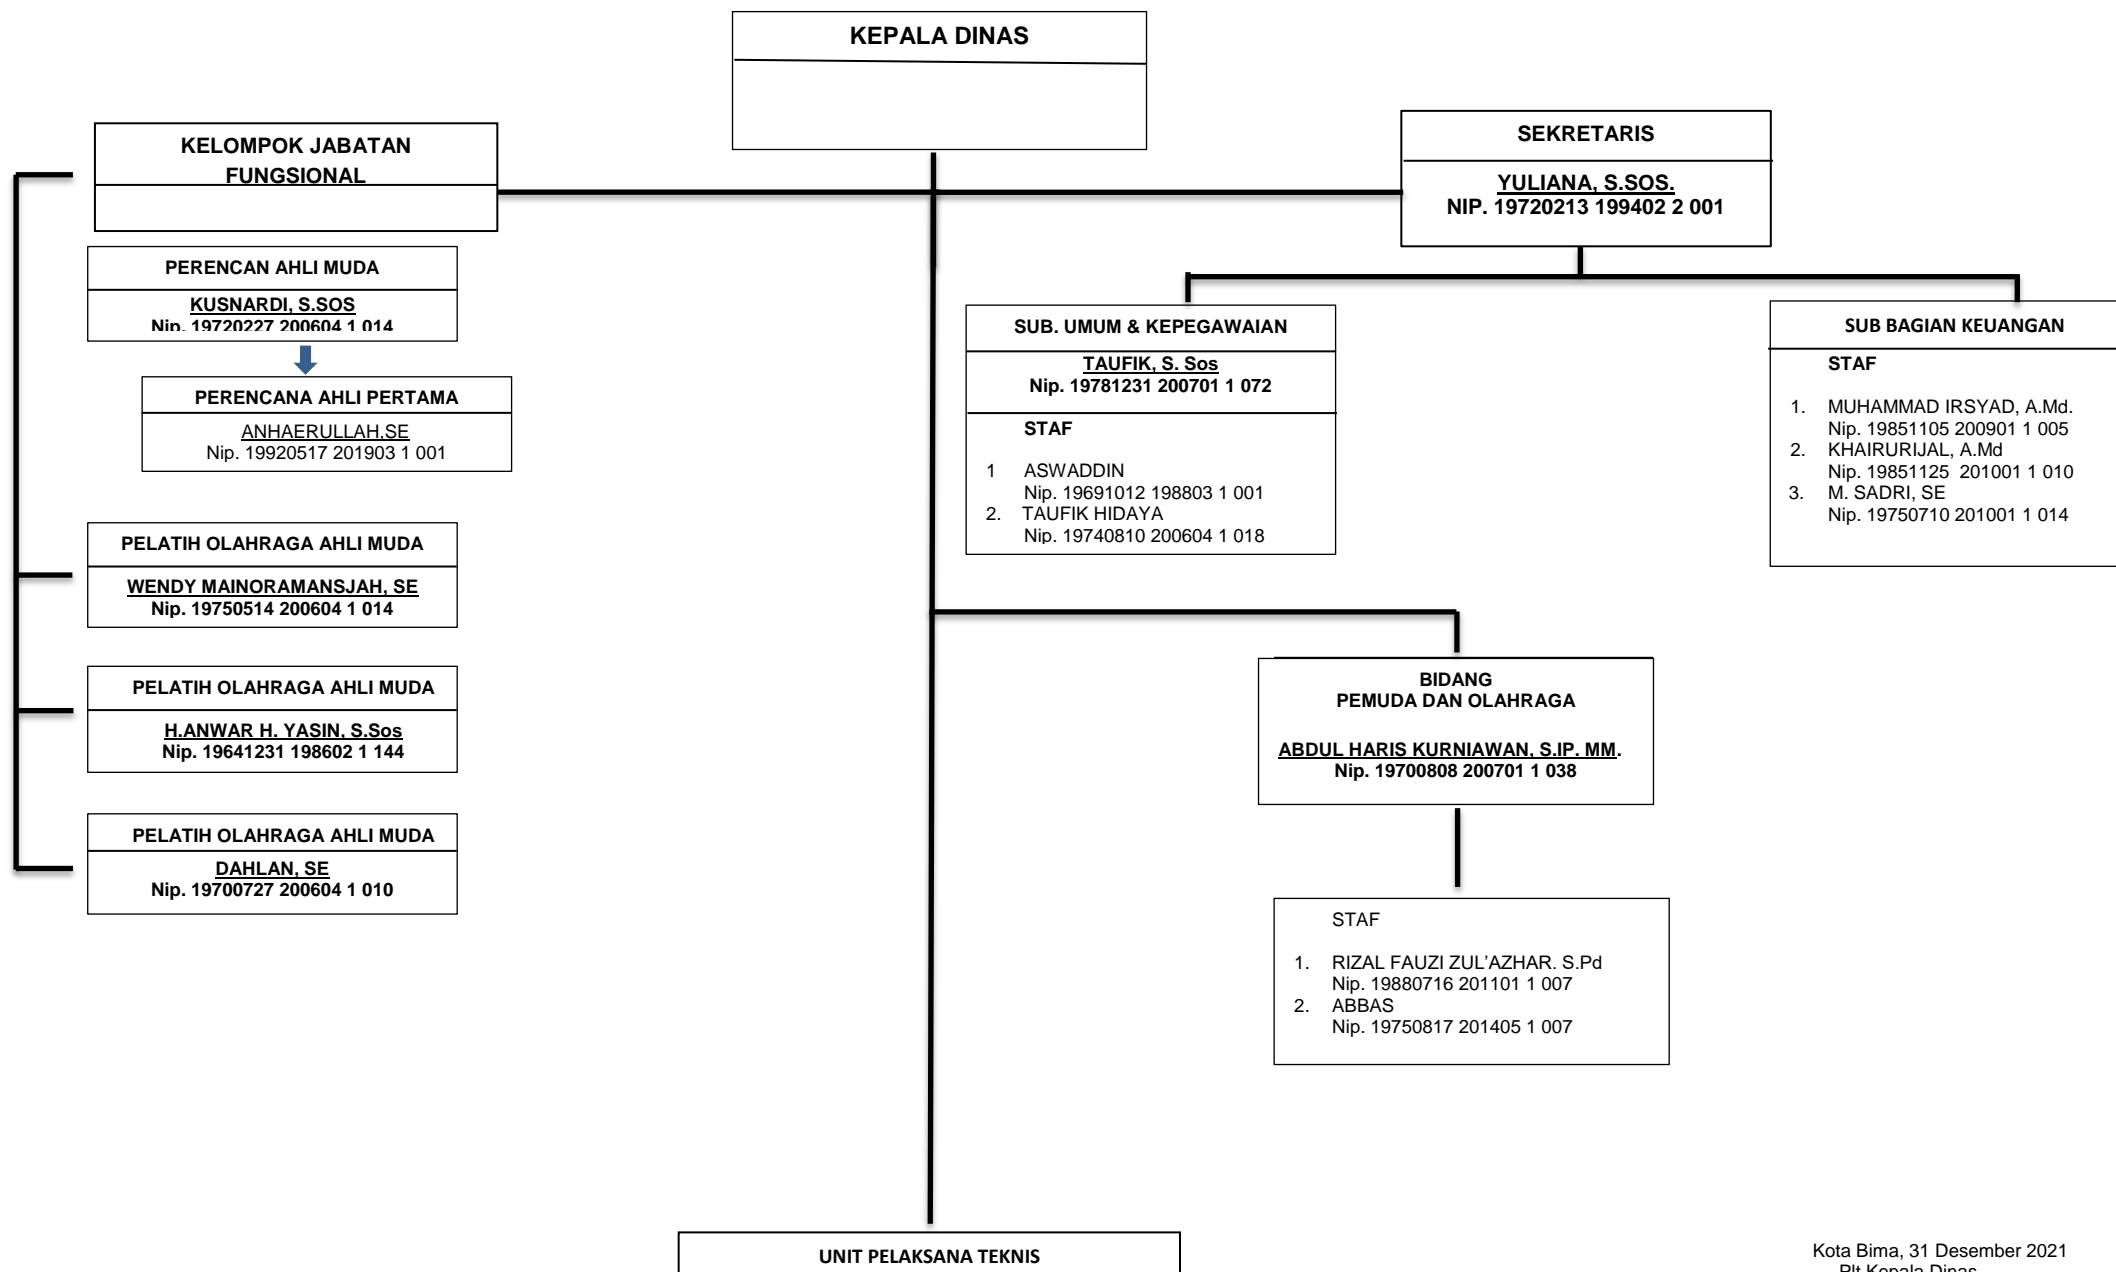 KEPALA DINAS
KELOMPOK JABATAN
FUNGSIONAL
SEKRETARIS
YULIANA, S.SOS.
NIP. 19720213 199402 2 001
PERENCAN AHLI MUDA
KUSNARDI, S.SOS
Nip. 19720227 200604 1 014
PERENCANA AHLI PERTAMA
ANHAERULLAH,SE
Nip. 19920517 201903 1 001
PELATIH OLAHRAGA AHLI MUDA
WENDY MAINORAMANSJAH, SE
Nip. 19750514 200604 1 014
PELATIH OLAHRAGA AHLI MUDA
H.ANWAR H. YASIN, S.Sos
Nip. 19641231 198602 1 144
PELATIH OLAHRAGA AHLI MUDA
DAHLAN, SE
Nip. 19700727 200604 1 010
SUB. UMUM & KEPEGAWAIAN
TAUFIK, S. Sos
Nip. 19781231 200701 1 072
STAF
1 ASWADDIN
Nip. 19691012 198803 1 001
2. TAUFIK HIDAYA
Nip. 19740810 200604 1 018
SUB BAGIAN KEUANGAN
STAF
1. MUHAMMAD IRSYAD, A.Md.
Nip. 19851105 200901 1 005
2. KHAIRURIJAL, A.Md
Nip. 19851125 201001 1 010
3. M. SADRI, SE
Nip. 19750710 201001 1 014
BIDANG
PEMUDA DAN OLAHRAGA
ABDUL HARIS KURNIAWAN, S.IP. MM.
Nip. 19700808 200701 1 038
STAF
1. RIZAL FAUZI ZUL'AZHAR. S.Pd
Nip. 19880716 201101 1 007
2. ABBAS
Nip. 19750817 201405 1 007
UNIT PELAKSANA TEKNIS
Kota Bima, 31 Desember 2021
Plt Kepala Dinas